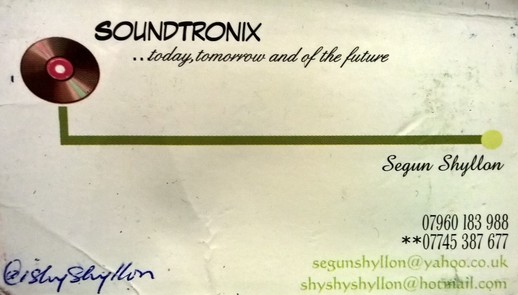 SOUNDTRONIX
..today,tomorrow and of the future
Segun Shyllon
07960 183 988
**07745 387 677
segunshyllon@yahoo.co.uk
shyshyshyllon@hotmail.com
@ishyshyllon